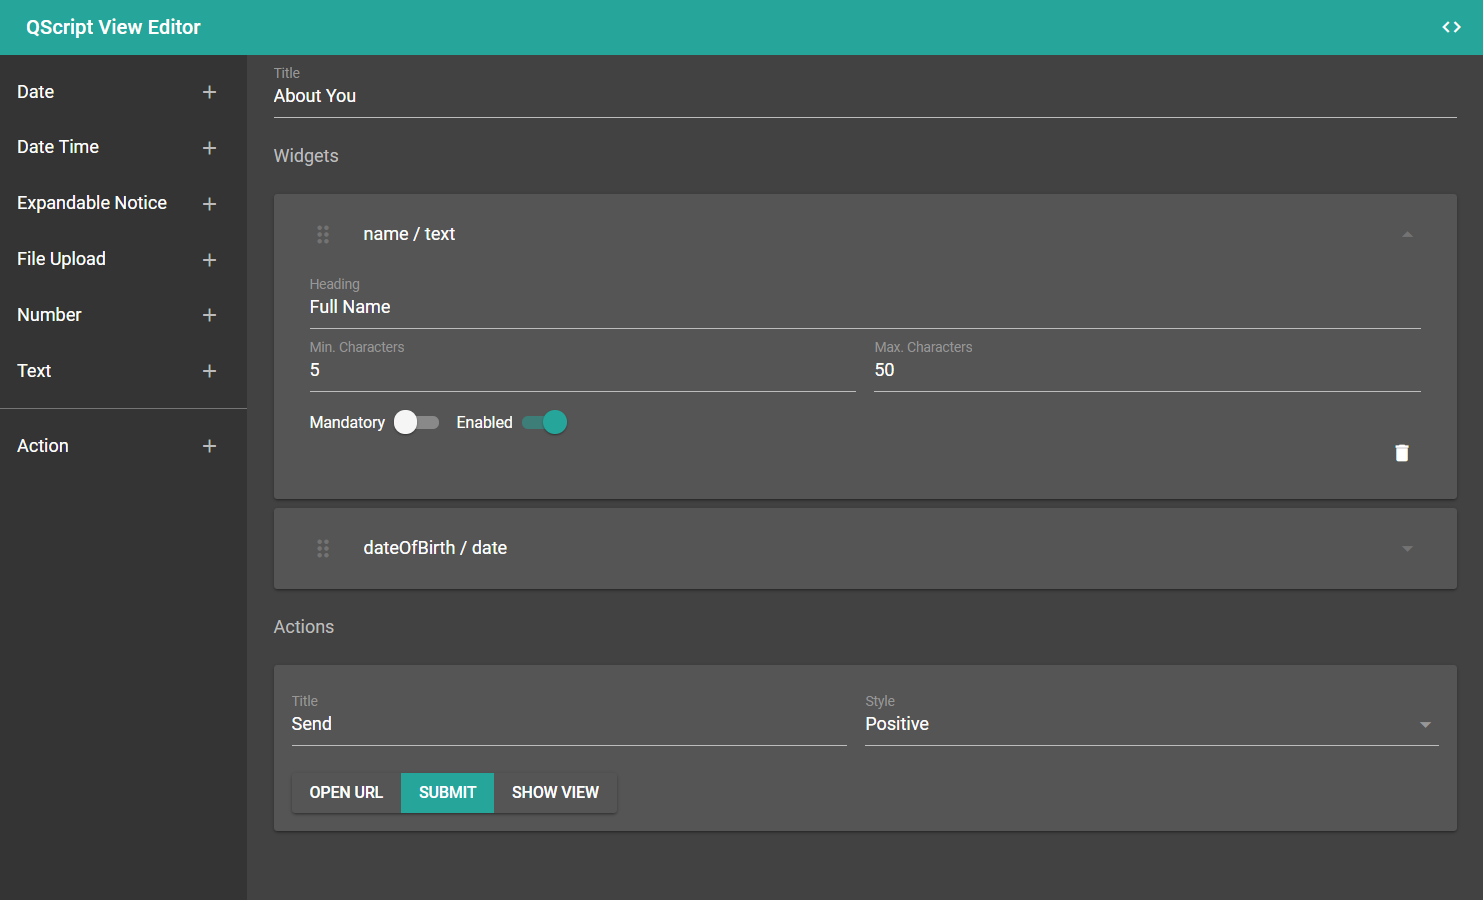 QScript View Editor
Date
Date Time
Expandable Notice
File Upload
Number
Text
Action
Title
About You
Widgets
name / text
Heading
Full Name
Min. Characters
5
Max. Characters
50
Mandatory
Enabled
dateOfBirth / date
Actions
Title
Send
Style
Positive
OPEN URL
SUBMIT
SHOW VIEW